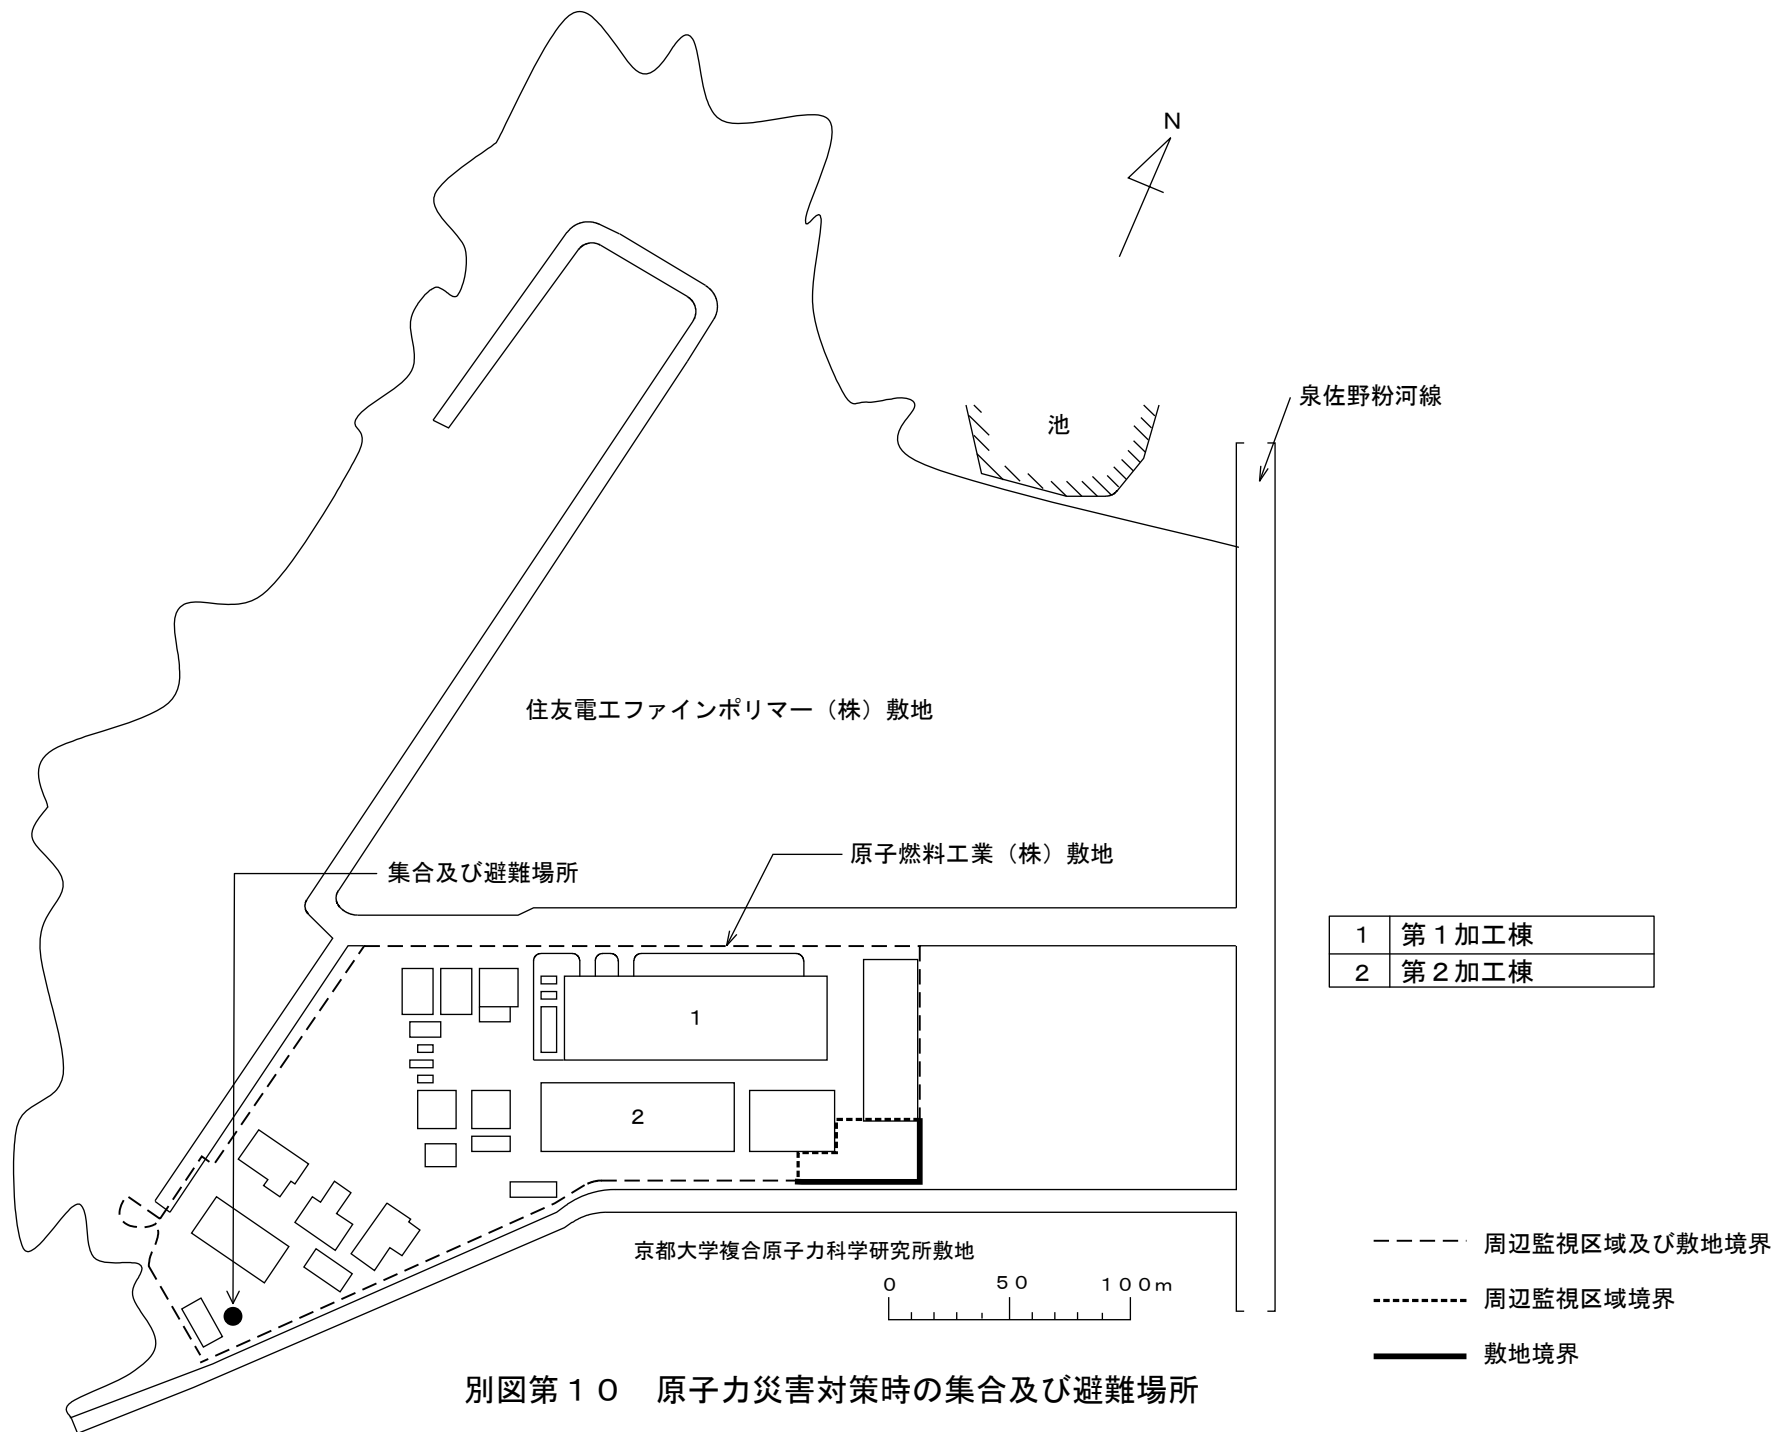 N
泉佐野粉河線
池
住友電工ファインポリマー（株）敷地
原子燃料工業（株）敷地
集合及び避難場所
1 第１加工棟
2 第２加工棟
1
2
京都大学複合原子力科学研究所敷地
0 50 100m
周辺監視区域及び敷地境界
周辺監視区域境界
敷地境界
別図第１０　原子力災害対策時の集合及び避難場所